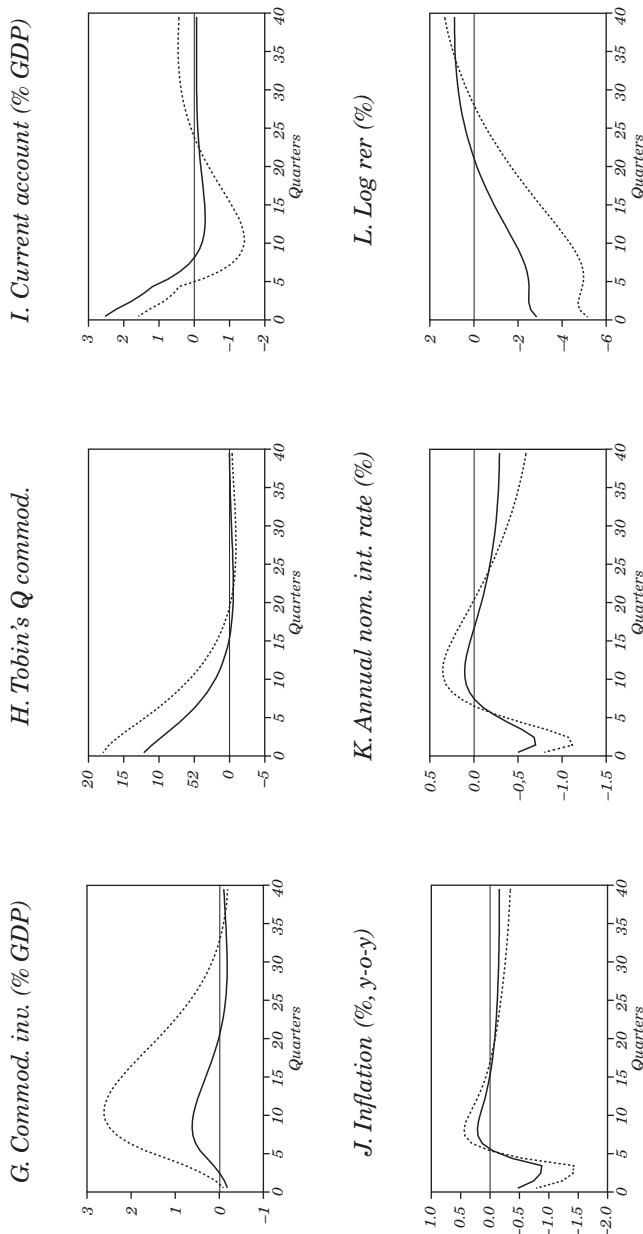 G. Commod. inv. (% GDP)
3
2
1
0
−1
0 5 10 15 20 25 30 35 40
Quarters
H. Tobin's Q commod.
20
15
10
52
0
−5
0 5 10 15 20 25 30 35 40
Quarters
I. Current account (% GDP)
3
2
1
0
−1
−2
0 5 10 15 20 25 30 35 40
Quarters
J. Inflation (%, y-o-y)
1.0
0.5
0.0
−0.5
−1.0
−1.5
−2.0
0 5 10 15 20 25 30 35 40
Quarters
K. Annual nom. int. rate (%)
0.5
0.0
−0,5
−1.0
−1.5
0 5 10 15 20 25 30 35 40
Quarters
L. Log rer (%)
2
0
−2
−4
−6
0 5 10 15 20 25 30 35 40
Quarters